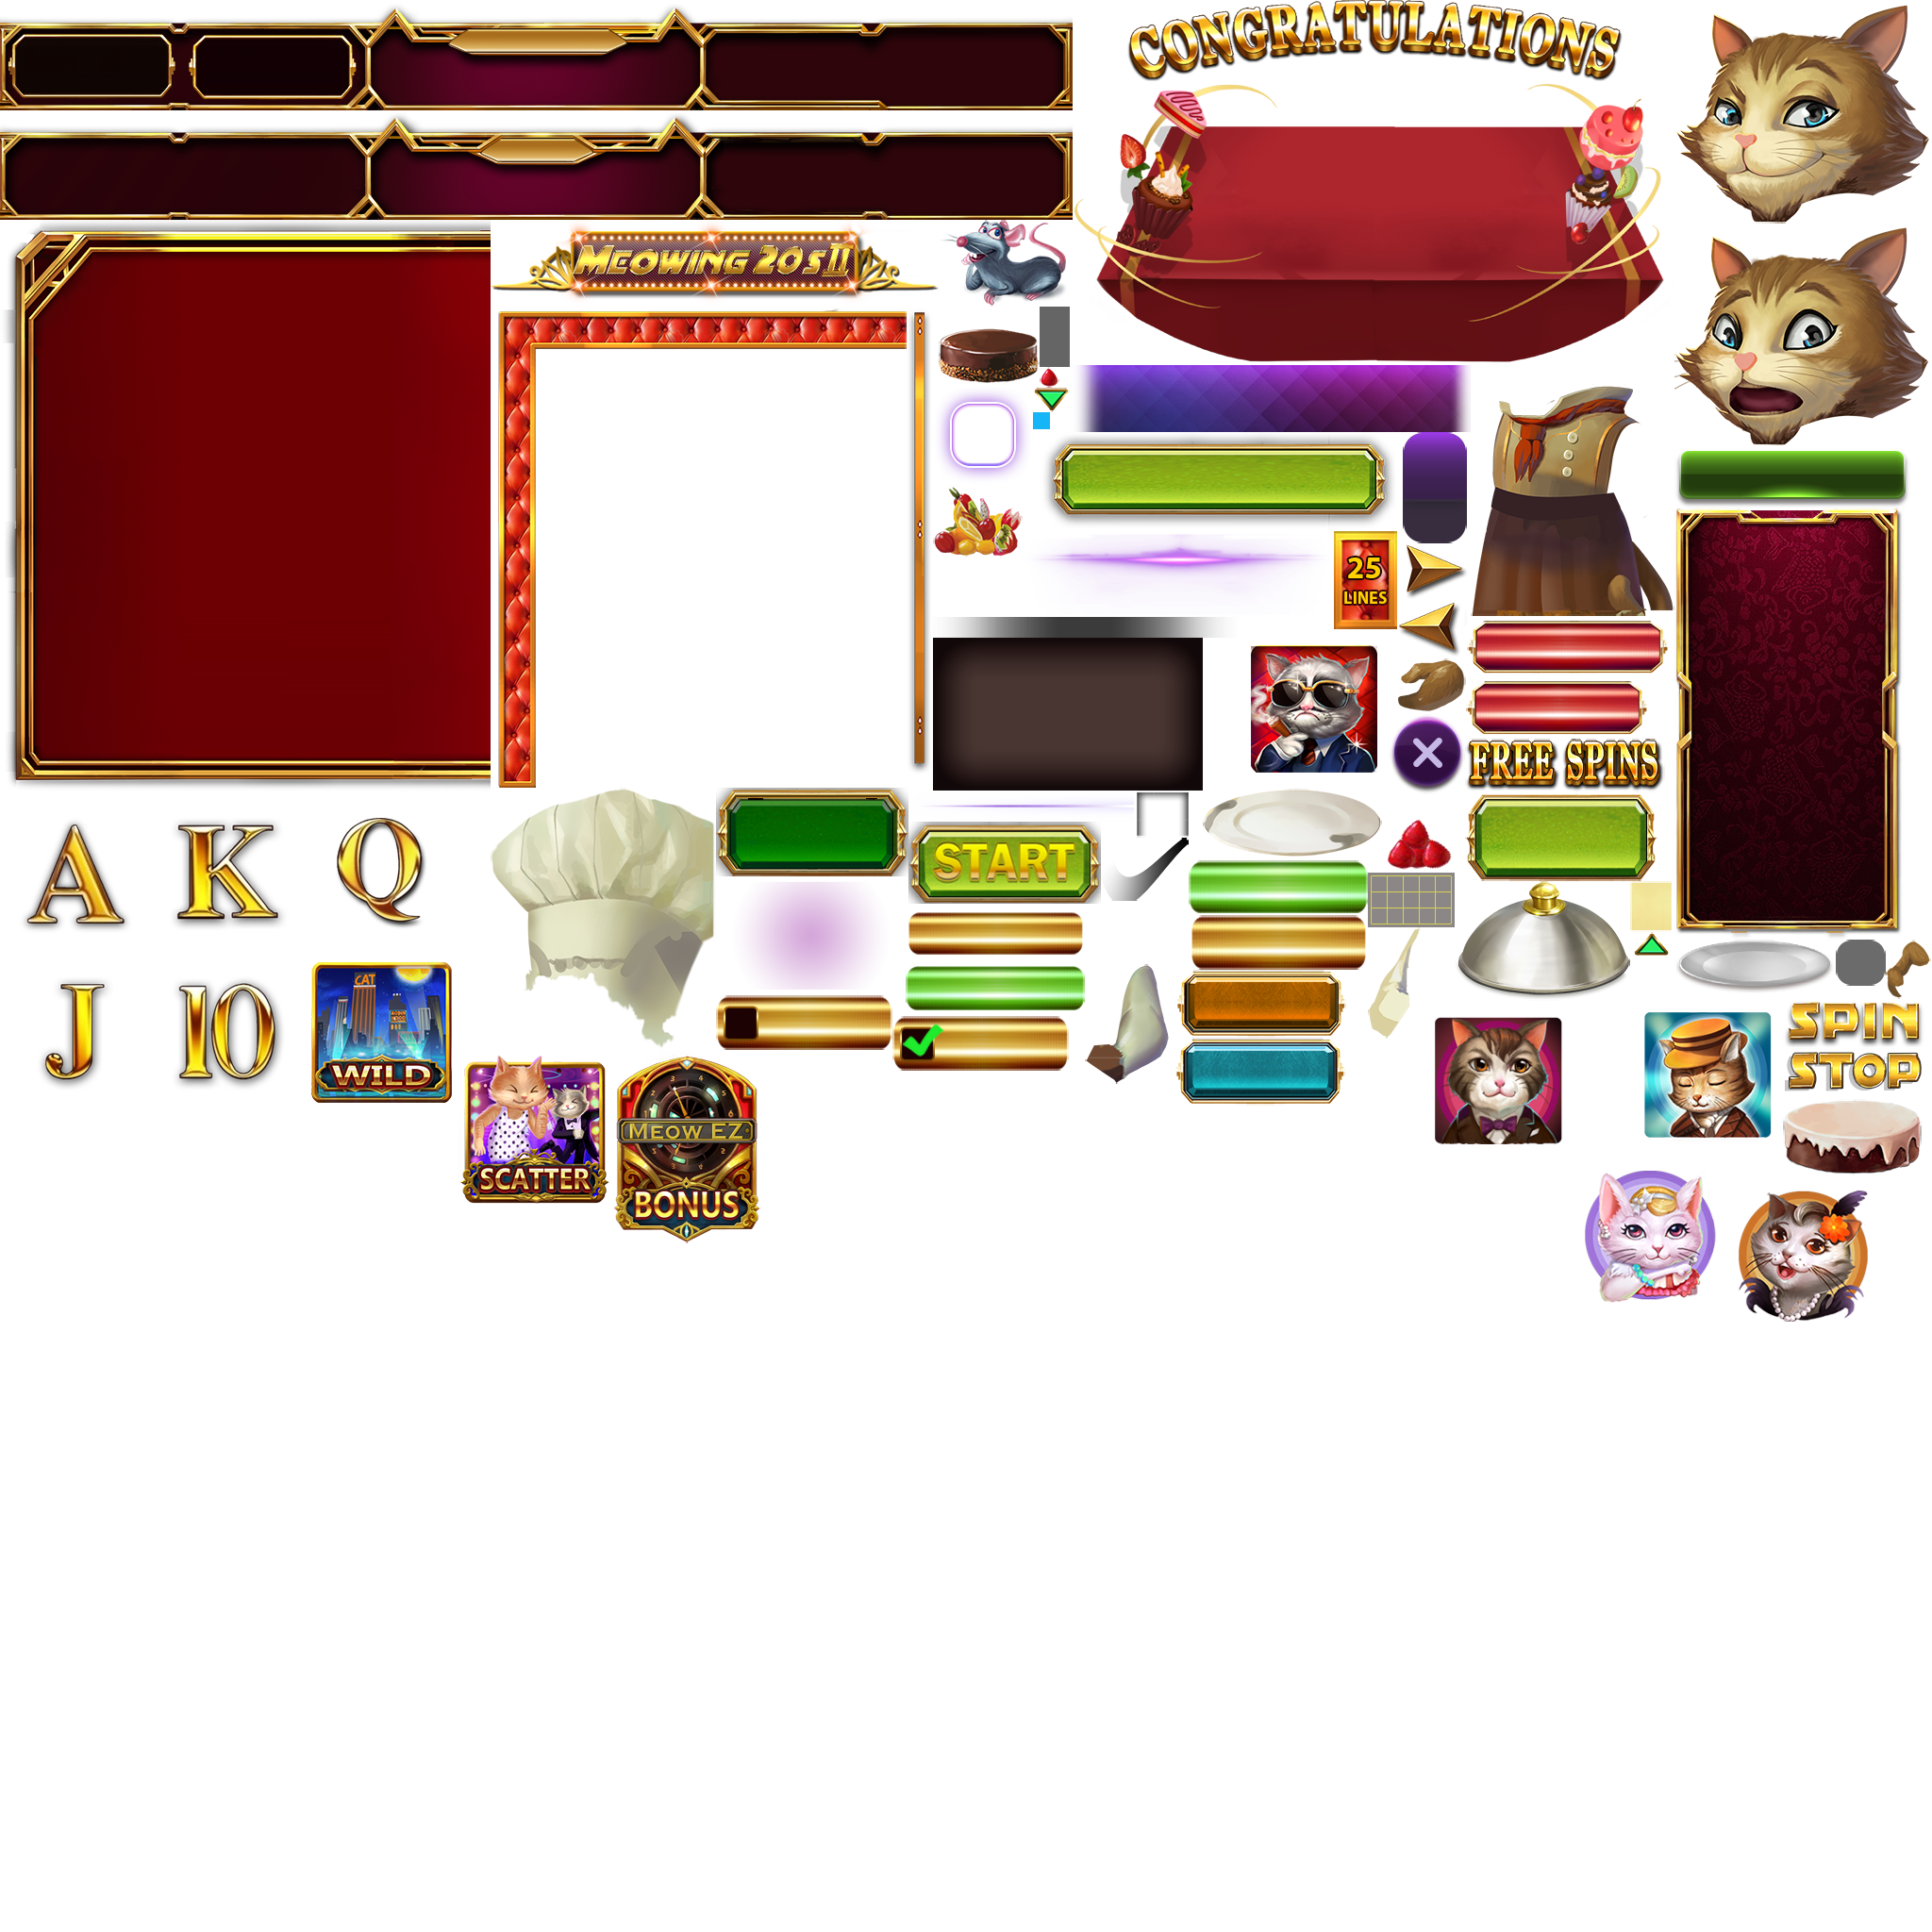 CONGRATULATIONS
MEOWING 20s II
25
LINES
FREE SPINS
START
A
K
Q
J
10
CAT
WILD
SPIN
STOP
MEOW EZ
SCATTER
BONUS